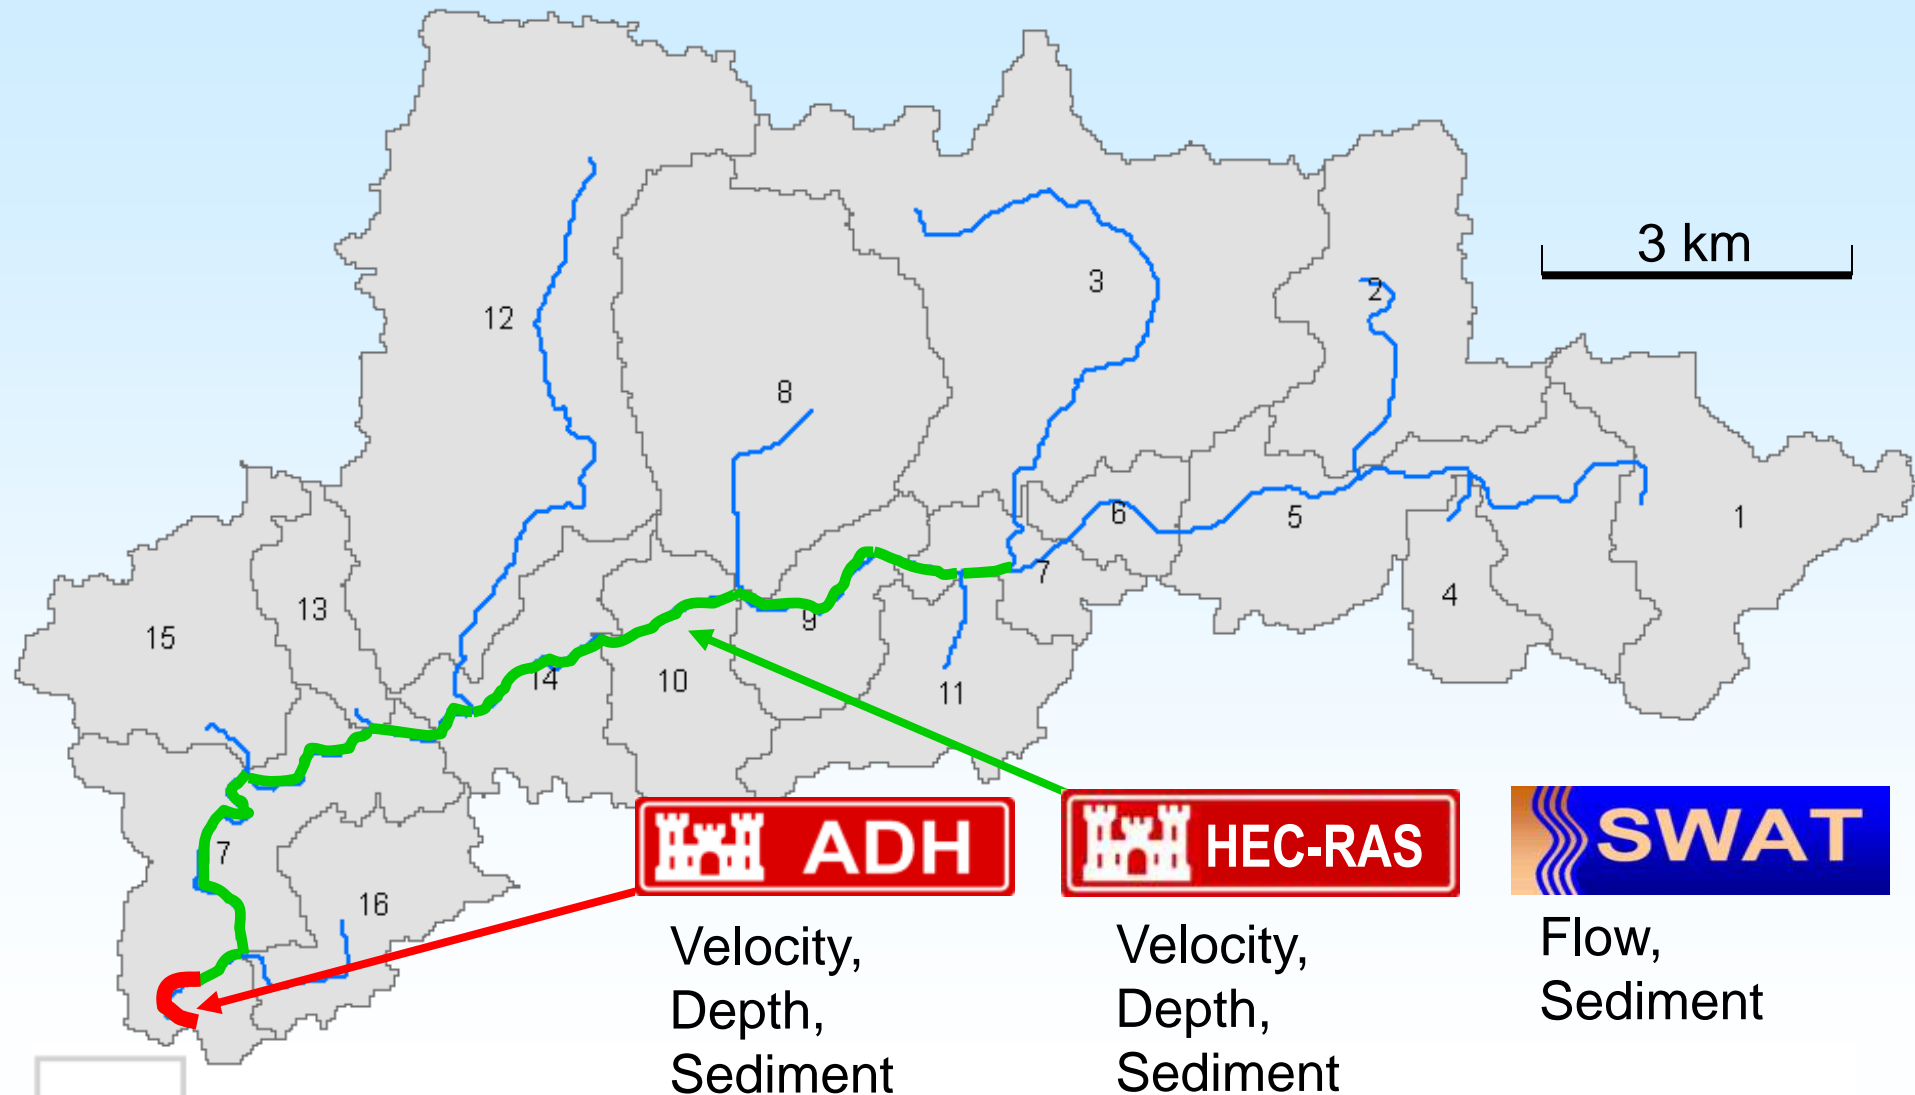 3 km
3
2
12
8
6
5
1
7
4
13
15
9
14
10
11
7
16
ADH
HEC-RAS
SWAT
Velocity,
Depth,
Sediment
Velocity,
Depth,
Sediment
Flow,
Sediment